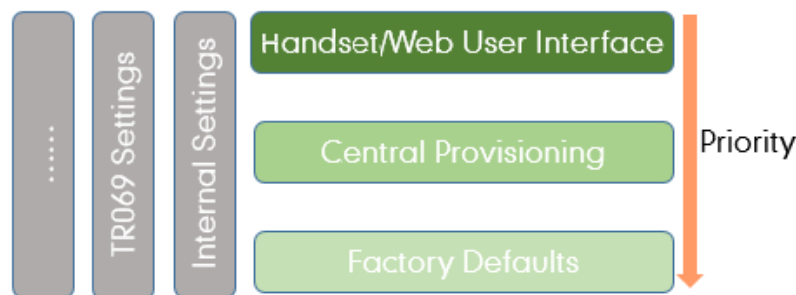 ......
TR069 Settings
Internal Settings
Handset/Web User Interface
Central Provisioning
Factory Defaults
Priority